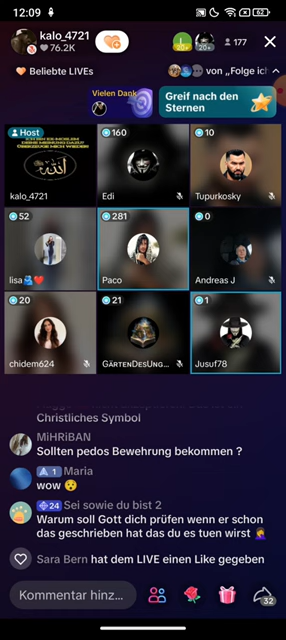 12:09
62
kalo_4721
76.2K
20+
20+
177
Beliebte LIVEs
von „Folge ich
Vielen Dank
Greif nach den
Sternen
Host
الله
kalo_4721
160
Edi
10
Tupurkosky
52
lisa
281
Paco
0
Andreas J
20
chidem624
21
GÄRTENDESUNG...
1
Jusuf78
Christliches Symbol
MiHRiBAN
Sollten pedos Bewehrung bekommen ?
1 Maria
wow
24 Sei sowie du bist 2
Warum soll Gott dich prüfen wenn er schon
das geschrieben hat das du es tuen wirst
Sara Bern hat dem LIVE einen Like gegeben
Kommentar hinz...
32